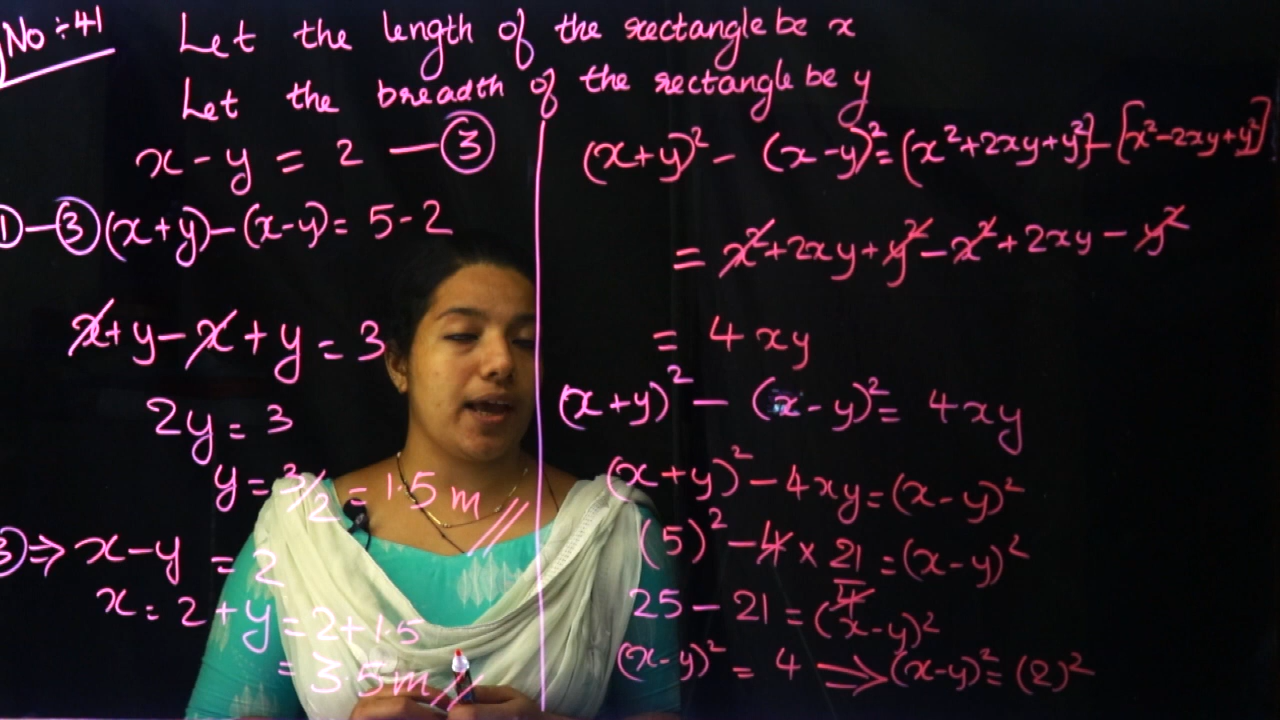 No÷41
Let the length of the rectangle be x
Let the breadth of the rectangle be y
x - y = 2 — ③
① - ③ (x+y) - (x-y) = 5-2
x + y - x + y = 3
2y = 3
y = 3/2 = 1.5 m //
③ ⇒ x - y = 2
x = 2 + y = 2 + 1.5
= 3.5 m //
(x+y)² - (x-y)² = [x²+2xy+y²] - [x²-2xy+y²]
= x² + 2xy + y² - x² + 2xy - y²
= 4xy
(x+y)² - (x-y)² = 4xy
(x+y)² - 4xy = (x-y)²
(5)² - 4 × 21/4 = (x-y)²
25 - 21 = (x-y)²
(x-y)² = 4 ⇒ (x-y)² = (2)²